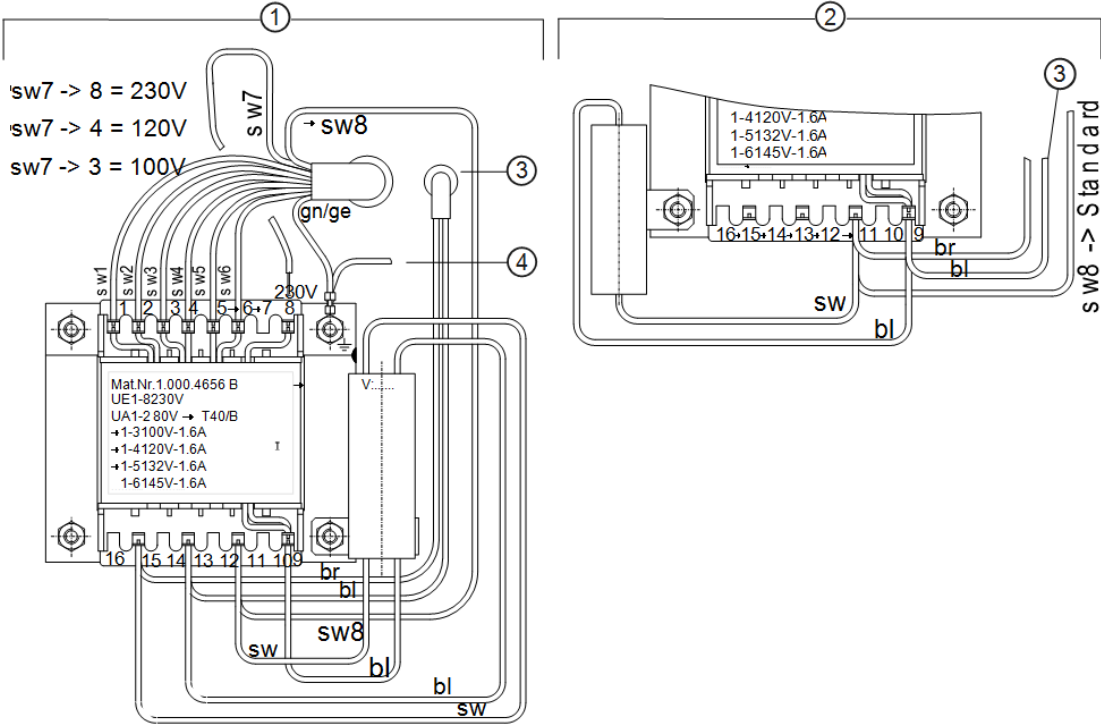 1
sw7 -> 8 = 230V
sw7 -> 4 = 120V
sw7 -> 3 = 100V
s w7
sw8
3
gn/ge
4
s w1
s w2
s w3
s w4
s w5
s w6
230V
1 2 3 4 5 6 7 8
Mat.Nr.1.000.4656 B
UE1-8230V
UA1-2 80V → T40/B
→1-3100V-1.6A
→1-4120V-1.6A
→1-5132V-1.6A
1-6145V-1.6A
I
V:......
16 15 14 13 12 11 10 9
br
bl
sw8
sw
bl
bl
sw
2
3
1-4120V-1.6A
1-5132V-1.6A
1-6145V-1.6A
16 15 14 13 12 11 10 9
br
bl
sw
bl
s w8 -> S tan d ard